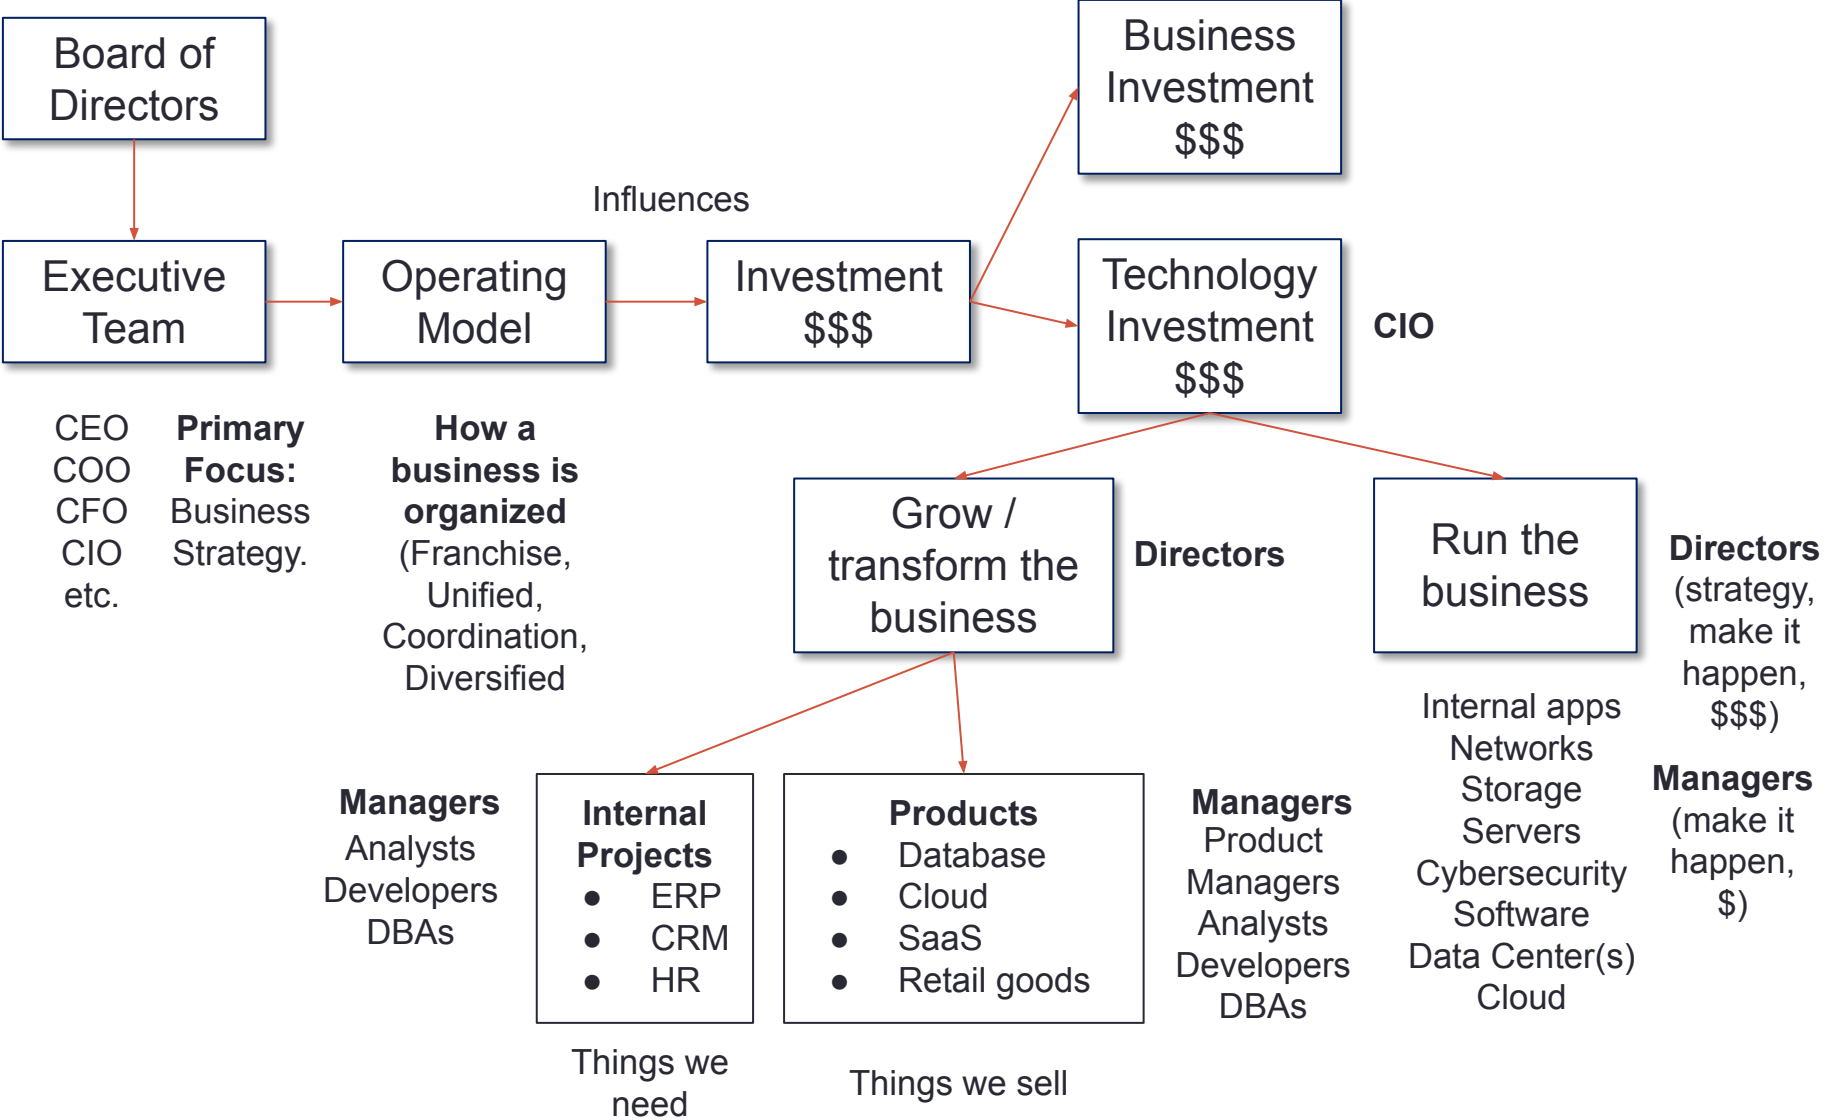 Board of
Directors
Business
Investment
$$$
Influences
Executive
Team
Operating
Model
Investment
$$$
Technology
Investment
$$$
CIO
CEO
COO
CFO
CIO
etc.
Primary
Focus:
Business
Strategy.
How a
business is
organized
(Franchise,
Unified,
Coordination,
Diversified
Grow /
transform the
business
Directors
Run the
business
Directors
(strategy,
make it
happen,
$$$)
Managers
(make it
happen,
$)
Internal apps
Networks
Storage
Servers
Cybersecurity
Software
Data Center(s)
Cloud
Managers
Analysts
Developers
DBAs
Internal
Projects
● ERP
● CRM
● HR
Things we
need
Products
● Database
● Cloud
● SaaS
● Retail goods
Things we sell
Managers
Product
Managers
Analysts
Developers
DBAs